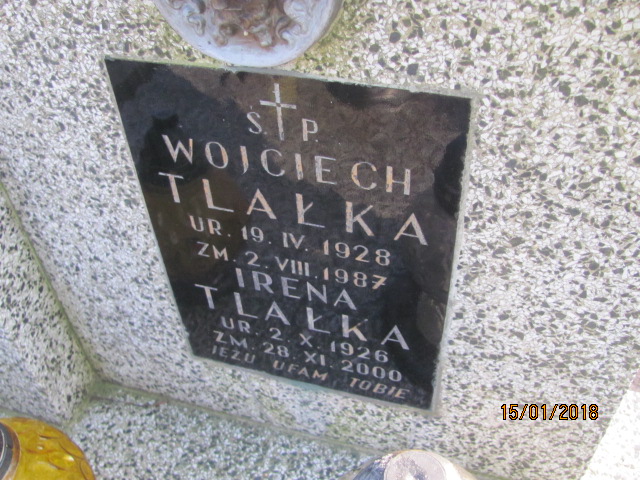 Ś. P.
WOJCIECH
TLAŁKA
UR. 19. IV. 1928
ZM. 2. VIII. 1987
IRENA
TLAŁKA
UR. 2. X. 1926
ZM. 28. XI. 2000
JEZU UFAM TOBIE
15/01/2018